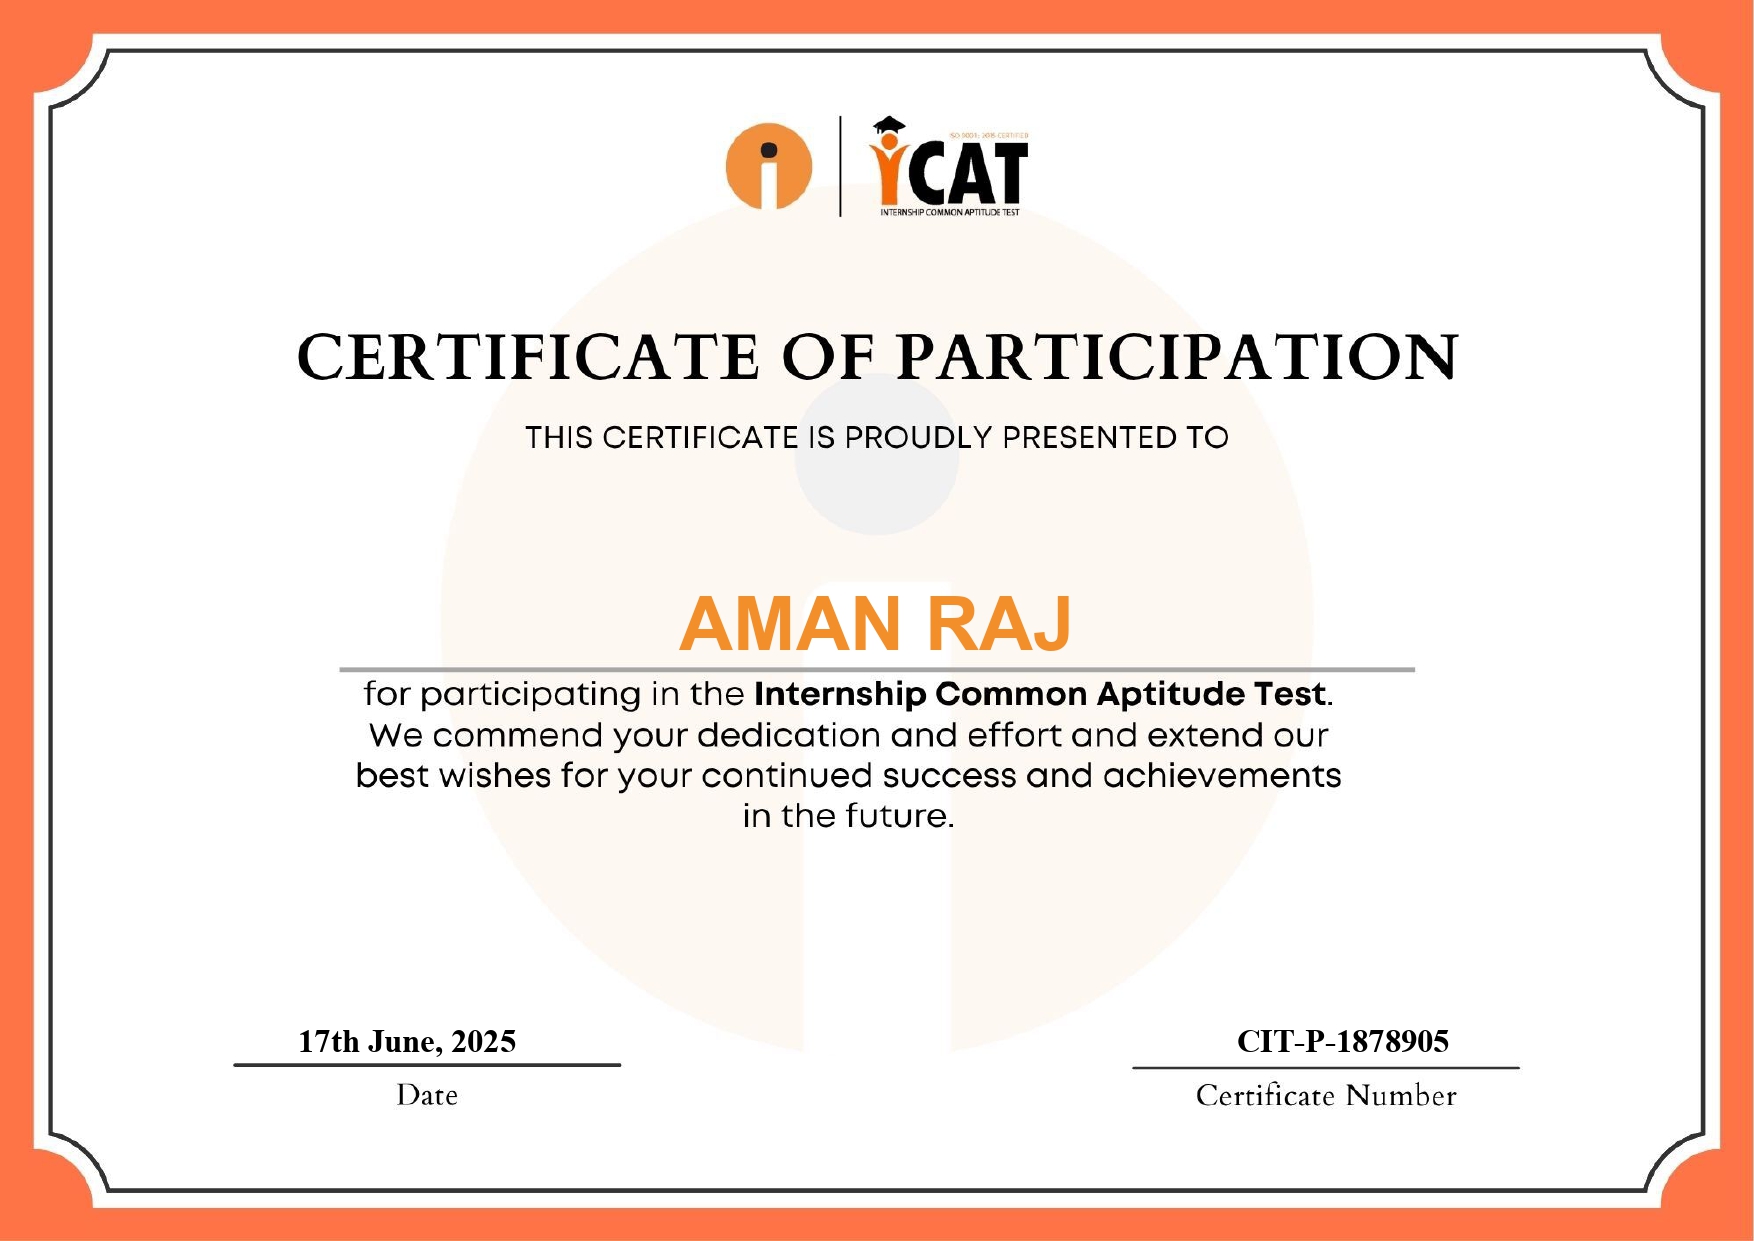 ISO 9001: 2015 CERTIFIED
iCAT
INTERNSHIP COMMON APTITUDE TEST
CERTIFICATE OF PARTICIPATION
THIS CERTIFICATE IS PROUDLY PRESENTED TO
AMAN RAJ
for participating in the Internship Common Aptitude Test.
We commend your dedication and effort and extend our
best wishes for your continued success and achievements
in the future.
17th June, 2025
Date
CIT-P-1878905
Certificate Number